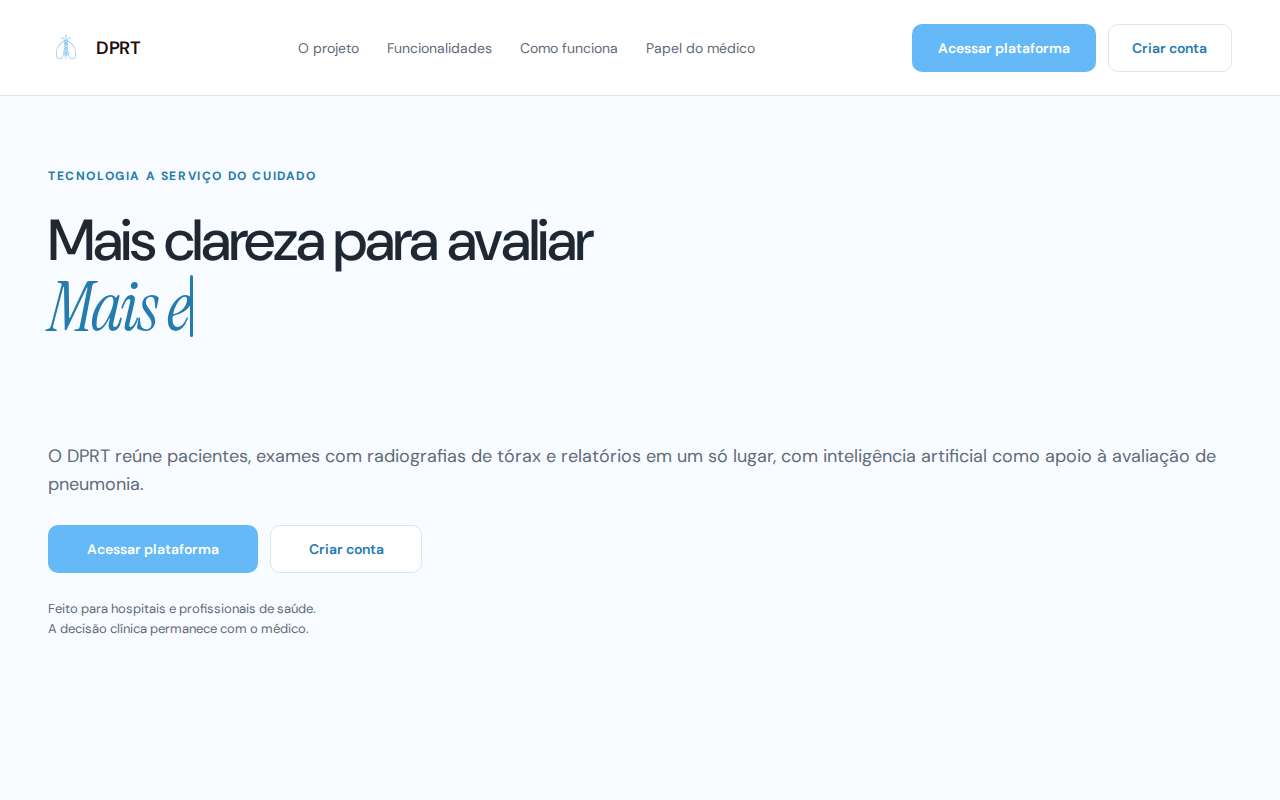 DPRT
O projeto
Funcionalidades
Como funciona
Papel do médico
Acessar plataforma
Criar conta
TECNOLOGIA A SERVIÇO DO CUIDADO
Mais clareza para avaliar
Mais e
O DPRT reúne pacientes, exames com radiografias de tórax e relatórios em um só lugar, com inteligência artificial como apoio à avaliação de
pneumonia.
Acessar plataforma
Criar conta
Feito para hospitais e profissionais de saúde.
A decisão clínica permanece com o médico.